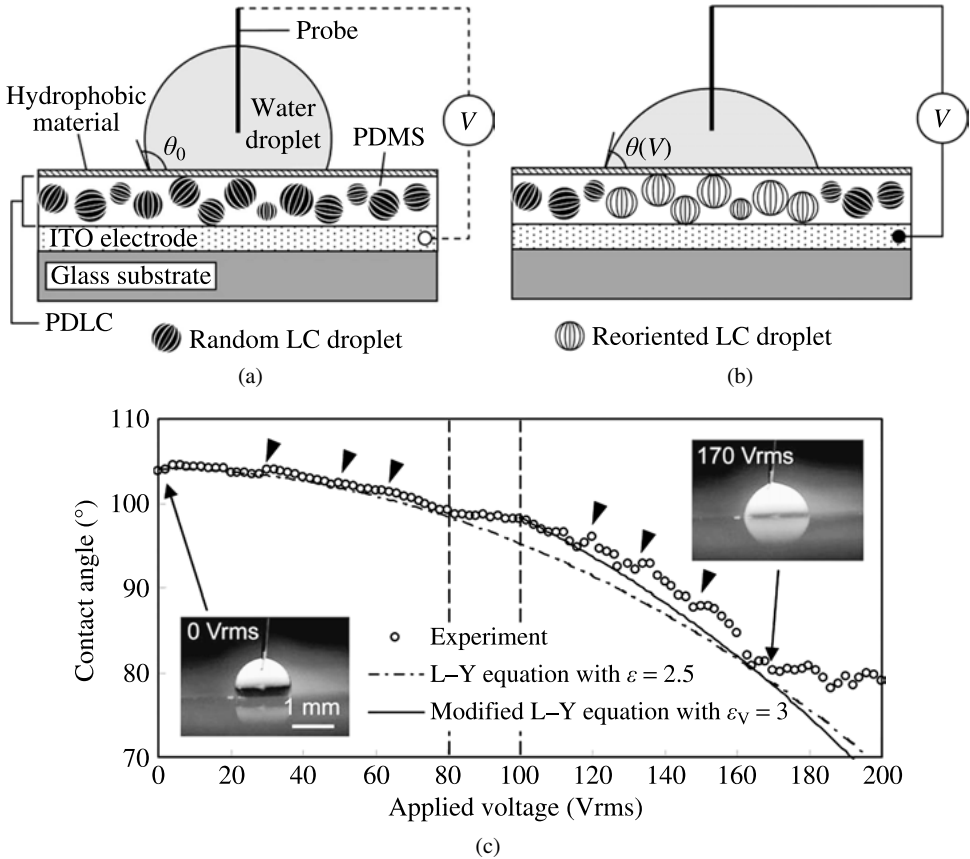 Probe
Hydrophobic
material
Water
droplet
PDMS
V
θ0
ITO electrode
Glass substrate
PDLC
Random LC droplet
(a)
V
θ(V)
Reoriented LC droplet
(b)
110
100
90
80
70
Contact angle (°)
170 Vrms
0 Vrms
1 mm
Experiment
L–Y equation with ε = 2.5
Modified L–Y equation with εV = 3
0 20 40 60 80 100 120 140 160 180 200
Applied voltage (Vrms)
(c)